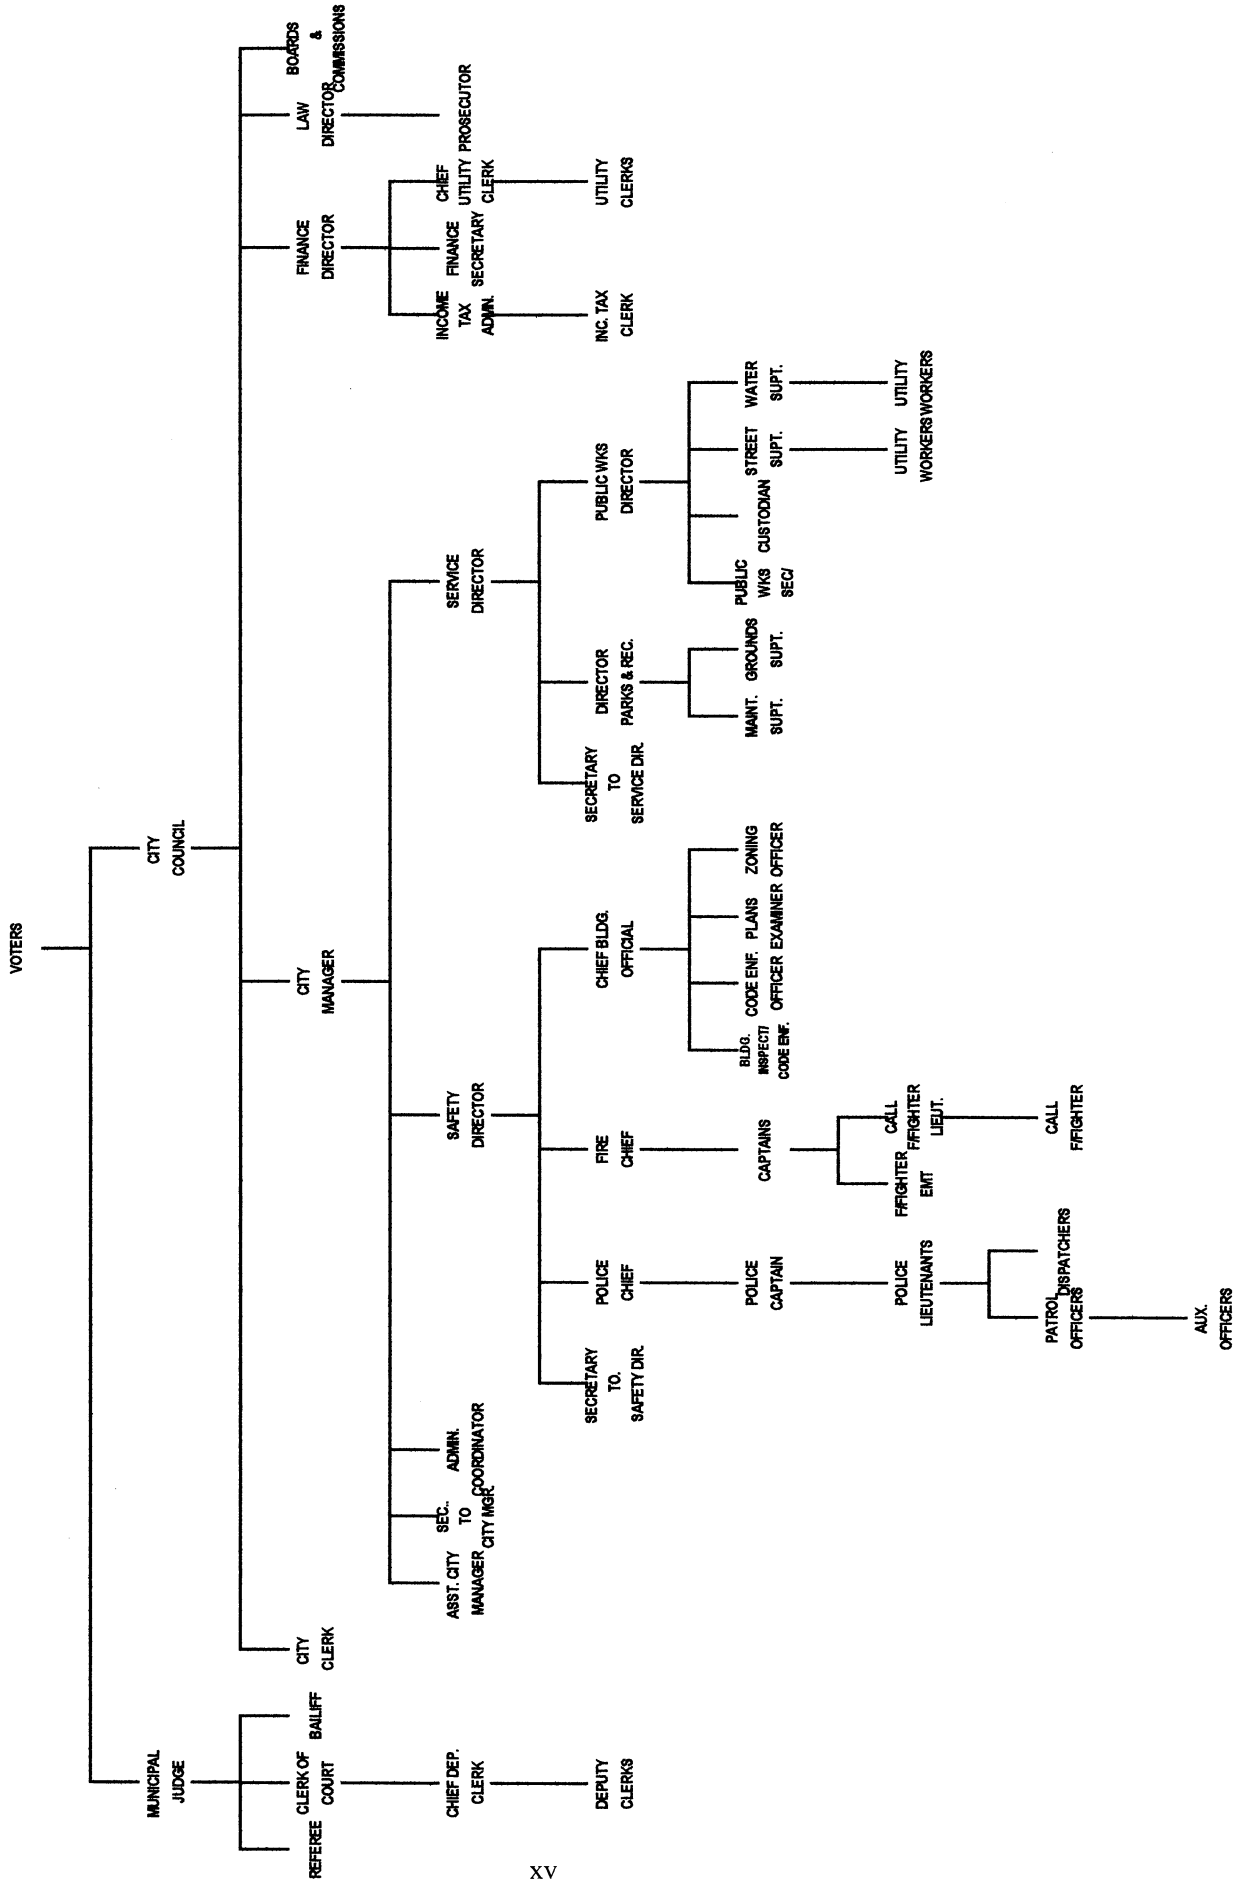 VOTERS
MUNICIPAL
JUDGE
CITY
COUNCIL
REFEREE
CLERK OF
COURT
BAILIFF
CITY
CLERK
CITY
MANAGER
FINANCE
DIRECTOR
LAW
DIRECTOR
BOARDS
&
COMMISSIONS
CHIEF DEP.
CLERK
ASST. CITY
MANAGER
SEC..
TO
CITY MGR.
ADMIN.
COORDINATOR
SAFETY
DIRECTOR
SERVICE
DIRECTOR
INCOME
TAX
ADMN.
FINANCE
SECRETARY
CHIEF
UTILITY
CLERK
PROSECUTOR
DEPUTY
CLERKS
SECRETARY
TO.
SAFETY DIR.
POLICE
CHIEF
FIRE
CHIEF
CHIEF BLDG.
OFFICIAL
SECRETARY
TO
SERVICE DIR.
DIRECTOR
PARKS & REC.
PUBLIC WKS
DIRECTOR
INC. TAX
CLERK
UTILITY
CLERKS
POLICE
CAPTAIN
CAPTAINS
BLDG.
INSPECT/
CODE ENF.
CODE ENF.
OFFICER
PLANS
EXAMINER
ZONING
OFFICER
MAINT.
SUPT.
GROUNDS
SUPT.
PUBLIC
WKS
SEC/
CUSTODIAN
STREET
SUPT.
WATER
SUPT.
POLICE
LIEUTENANTS
F/FIGHTER
EMT
CALL
F/FIGHTER
LIEUT.
UTILITY
WORKERS
UTILITY
WORKERS
PATROL
OFFICERS
DISPATCHERS
CALL
F/FIGHTER
AUX.
OFFICERS
XV